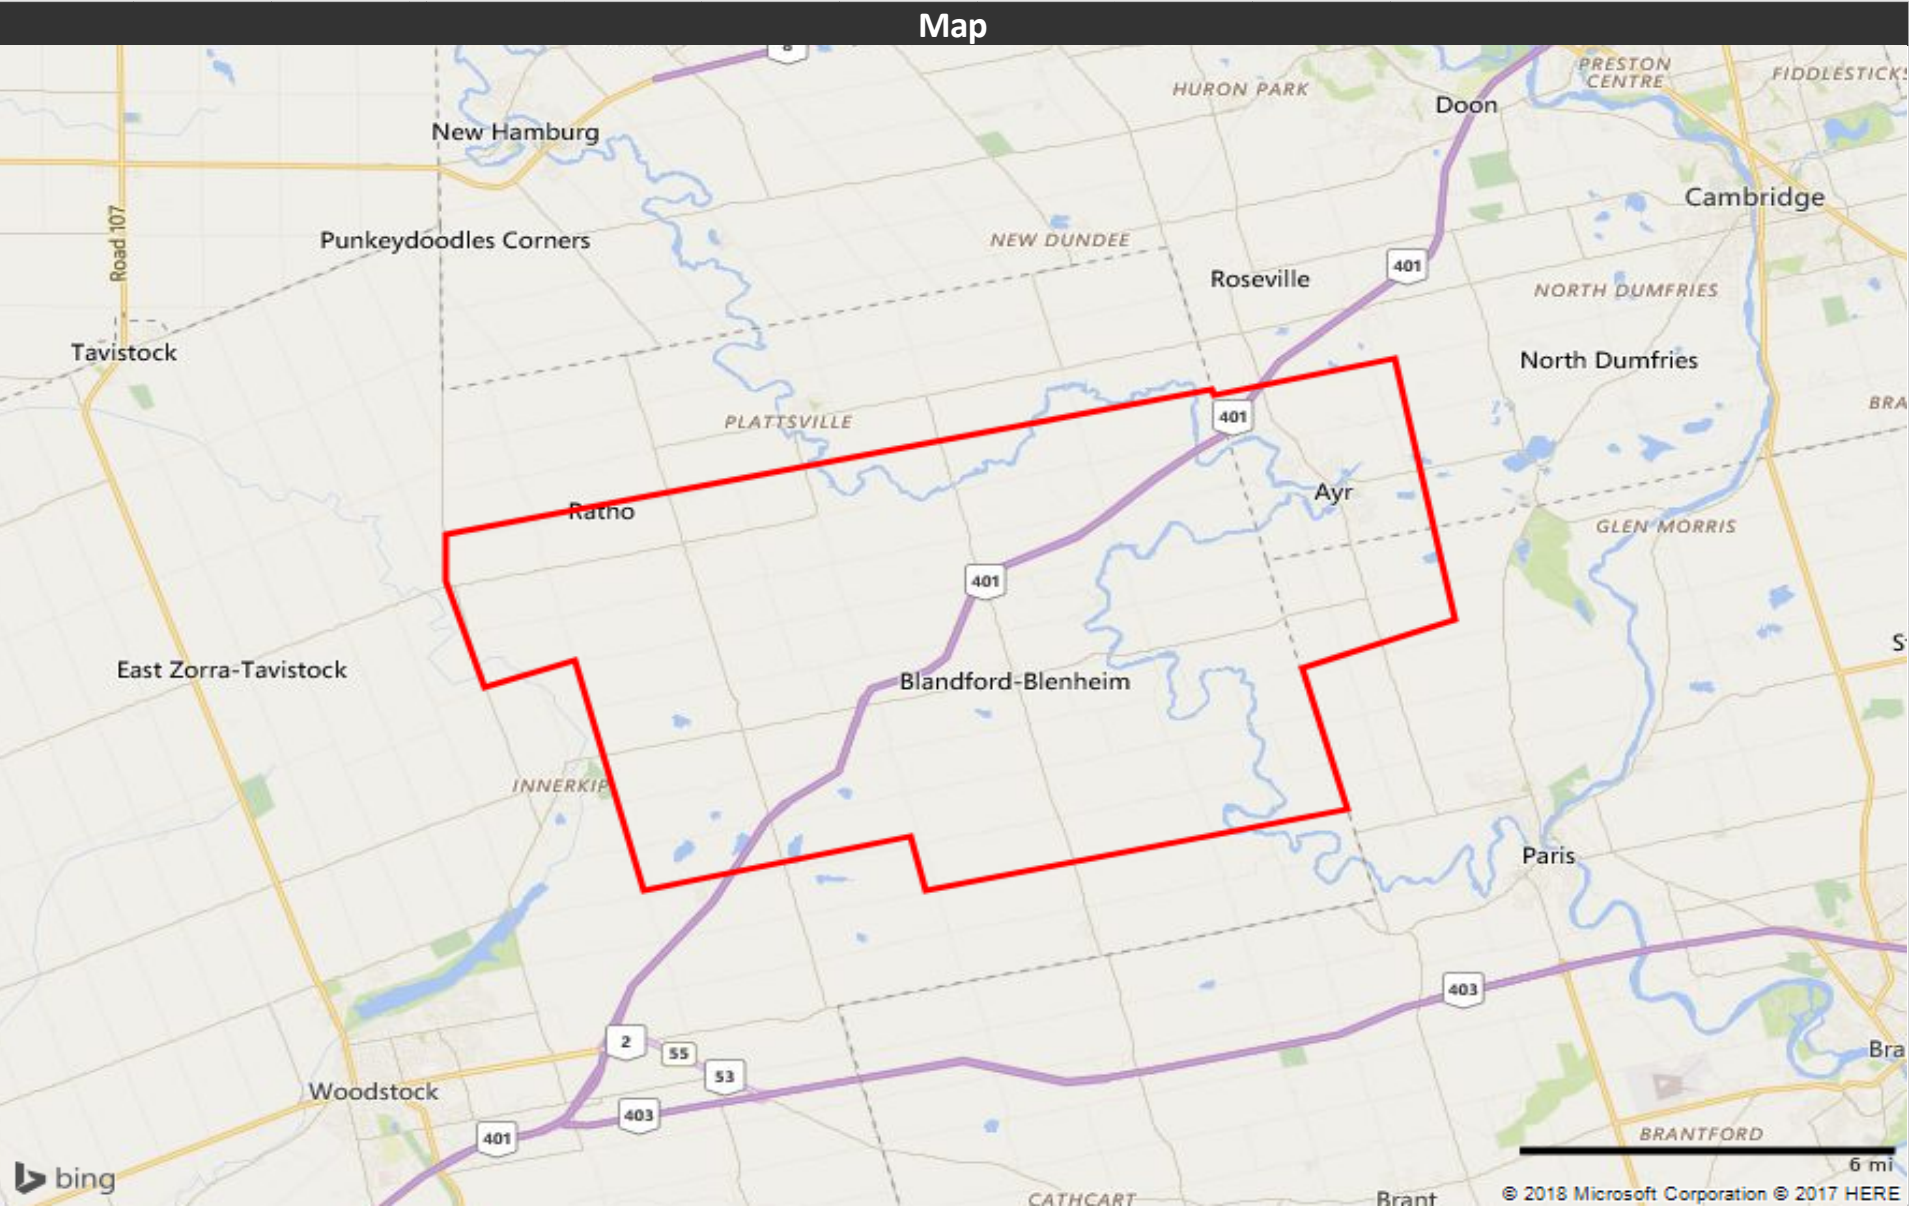 Map
8
PRESTON
CENTRE
FIDDLESTICKS
HURON PARK
Doon
New Hamburg
Cambridge
Road 107
Punkeydoodles Corners
NEW DUNDEE
401
Roseville
NORTH DUMFRIES
Tavistock
North Dumfries
BRA
401
PLATTSVILLE
Ayr
Ratho
GLEN MORRIS
401
S
East Zorra-Tavistock
Blandford-Blenheim
INNERKIP
Paris
403
2
55
53
Bra
Woodstock
403
401
BRANTFORD
6 mi
bing
CATHCART
Brant
© 2018 Microsoft Corporation © 2017 HERE